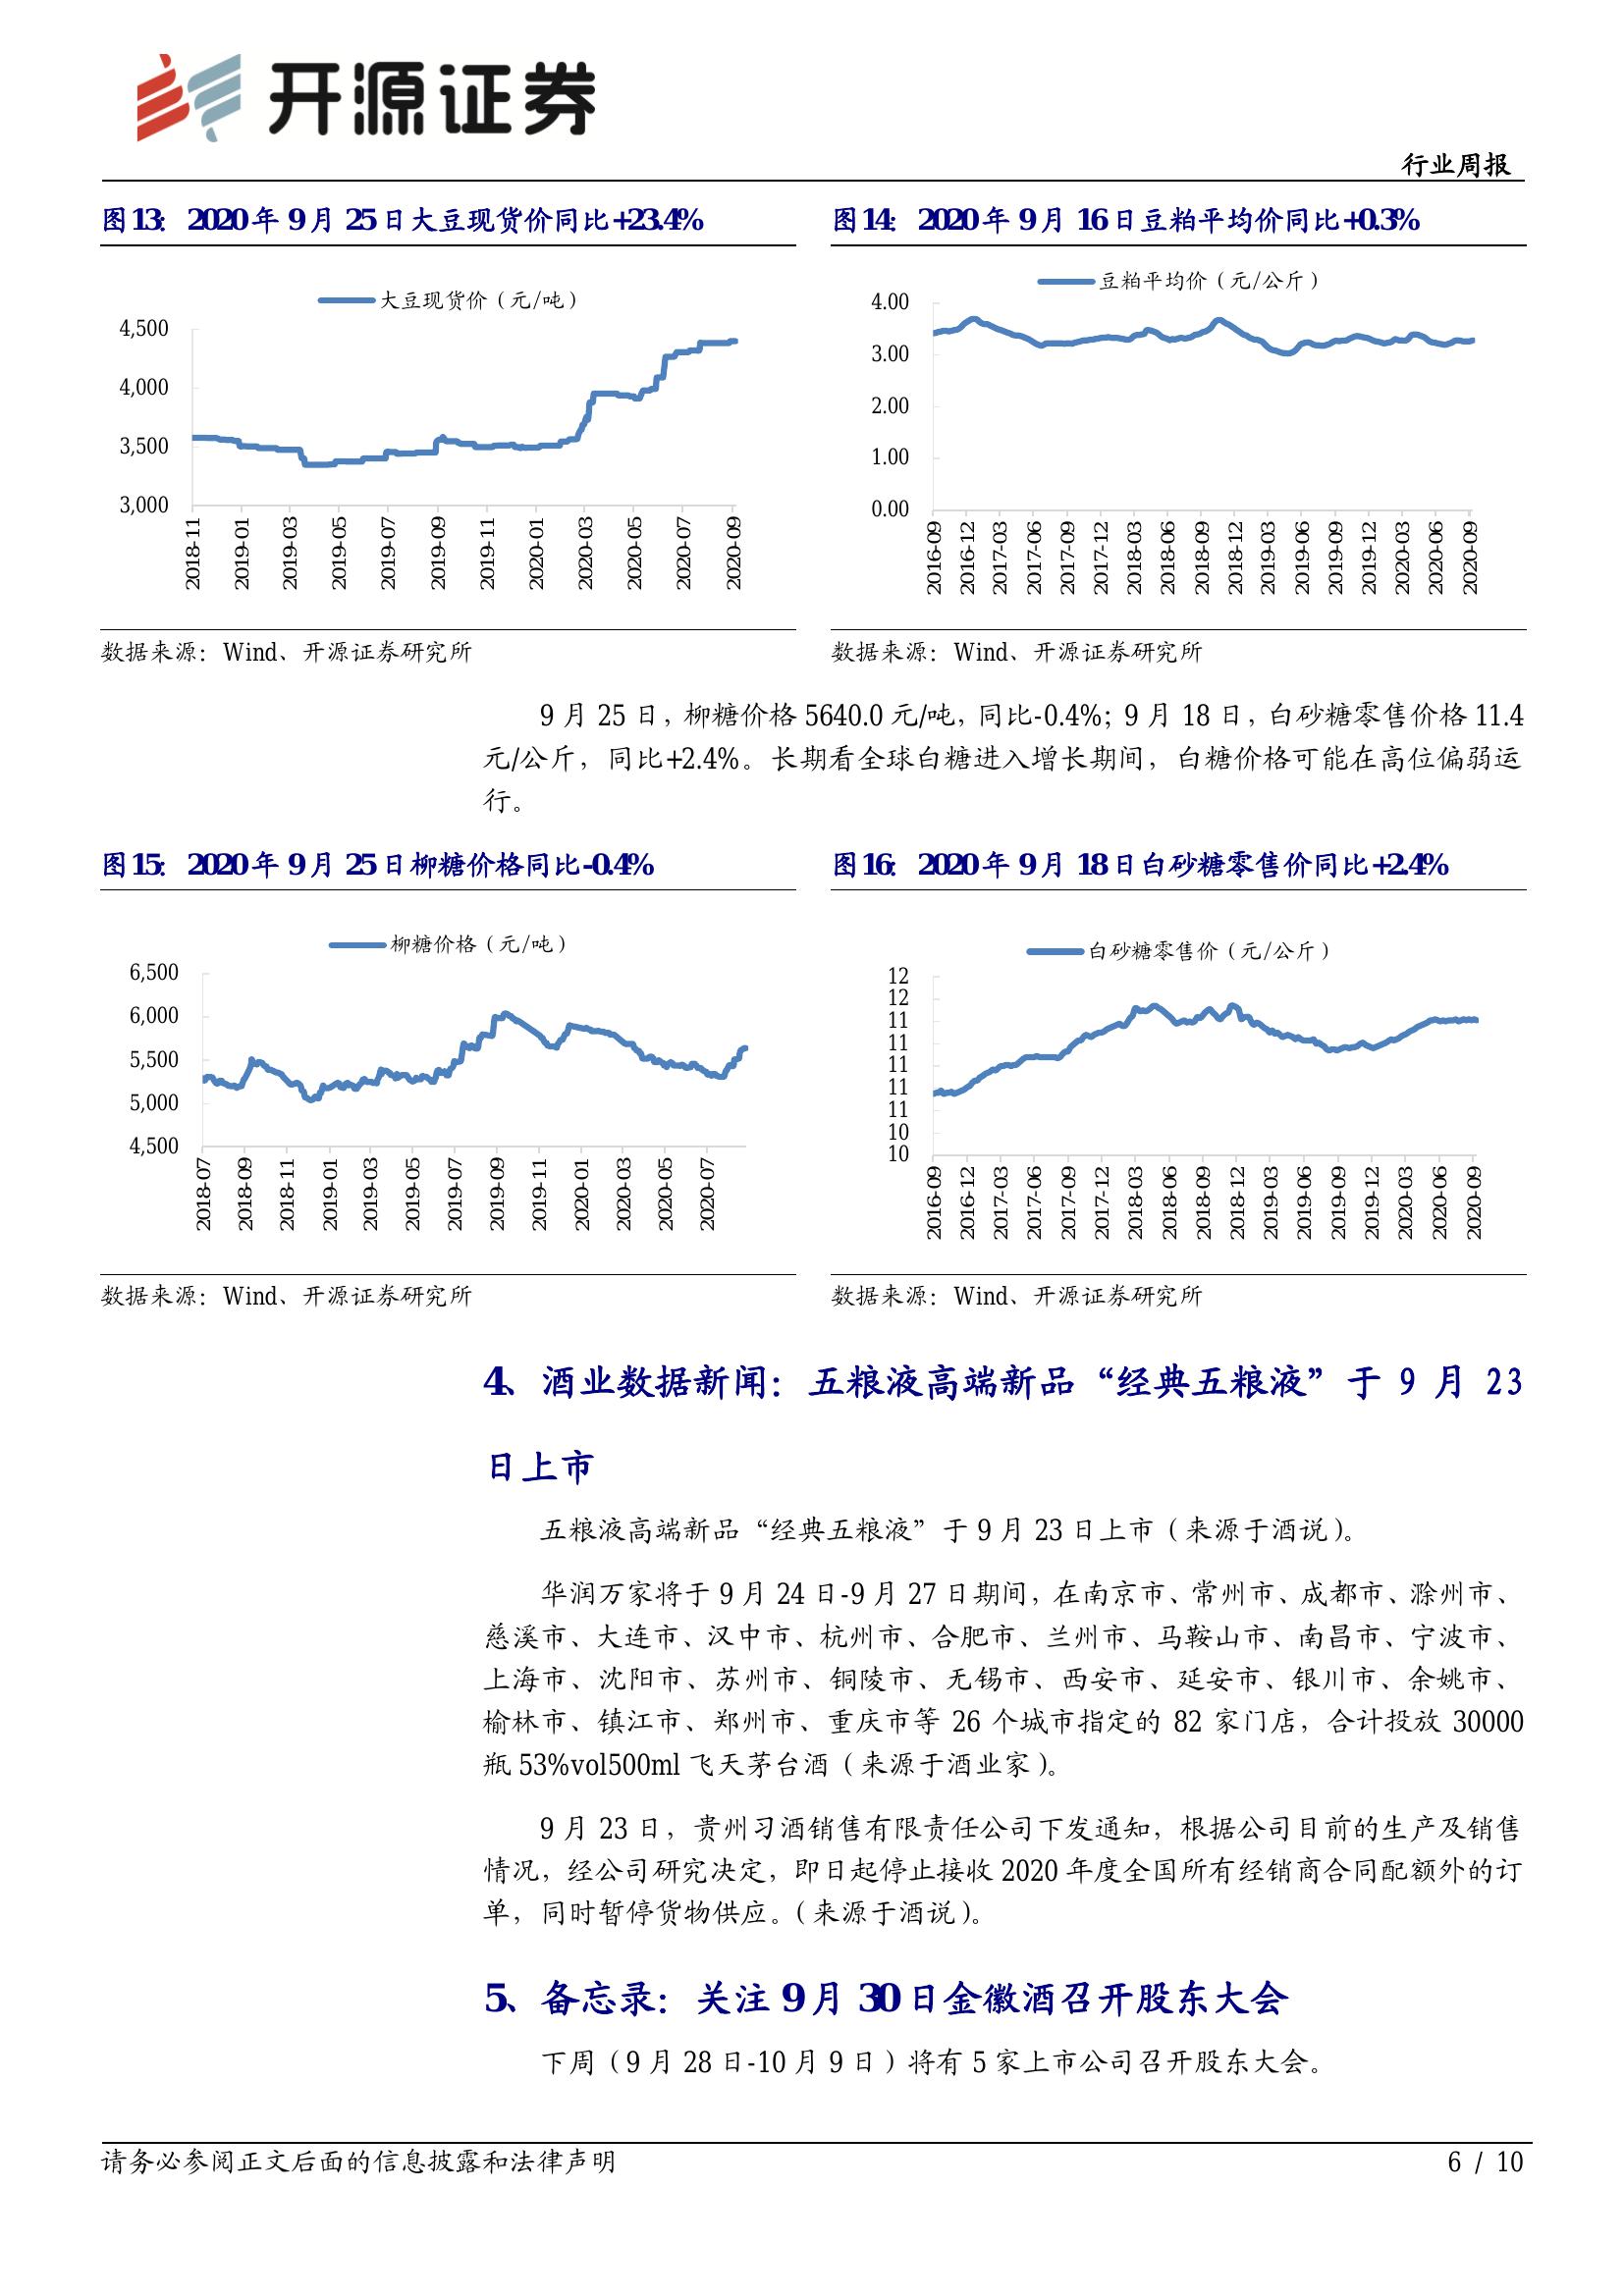 开源证券
行业周报
图13： 2020年9月25日大豆现货价同比+23.4%
大豆现货价（元/吨）
4,500
4,000
3,500
3,000
2018-11
2019-01
2019-03
2019-05
2019-07
2019-09
2019-11
2020-01
2020-03
2020-05
2020-07
2020-09
数据来源：Wind、开源证券研究所
图14： 2020年9月16日豆粕平均价同比+0.3%
豆粕平均价（元/公斤）
4.00
3.00
2.00
1.00
0.00
2016-09
2016-12
2017-03
2017-06
2017-09
2017-12
2018-03
2018-06
2018-09
2018-12
2019-03
2019-06
2019-09
2019-12
2020-03
2020-06
2020-09
数据来源：Wind、开源证券研究所
9月25日，柳糖价格5640.0元/吨，同比-0.4%；9月18日，白砂糖零售价格11.4
元/公斤，同比+2.4%。长期看全球白糖进入增长期间，白糖价格可能在高位偏弱运
行。
图15： 2020年9月25日柳糖价格同比-0.4%
柳糖价格（元/吨）
6,500
6,000
5,500
5,000
4,500
2018-07
2018-09
2018-11
2019-01
2019-03
2019-05
2019-07
2019-09
2019-11
2020-01
2020-03
2020-05
2020-07
数据来源：Wind、开源证券研究所
图16： 2020年9月18日白砂糖零售价同比+2.4%
白砂糖零售价（元/公斤）
12
12
11
11
11
11
11
10
10
2016-09
2016-12
2017-03
2017-06
2017-09
2017-12
2018-03
2018-06
2018-09
2018-12
2019-03
2019-06
2019-09
2019-12
2020-03
2020-06
2020-09
数据来源：Wind、开源证券研究所
4、酒业数据新闻：五粮液高端新品“经典五粮液”于9月23
日上市
五粮液高端新品“经典五粮液”于9月23日上市（来源于酒说）。
华润万家将于9月24日-9月27日期间，在南京市、常州市、成都市、滁州市、
慈溪市、大连市、汉中市、杭州市、合肥市、兰州市、马鞍山市、南昌市、宁波市、
上海市、沈阳市、苏州市、铜陵市、无锡市、西安市、延安市、银川市、余姚市、
榆林市、镇江市、郑州市、重庆市等26个城市指定的82家门店，合计投放30000
瓶53%vol500ml飞天茅台酒（来源于酒业家）。
9月23日，贵州习酒销售有限责任公司下发通知，根据公司目前的生产及销售
情况，经公司研究决定，即日起停止接收2020年度全国所有经销商合同配额外的订
单，同时暂停货物供应。（来源于酒说）。
5、备忘录：关注9月30日金徽酒召开股东大会
下周（9月28日-10月9日）将有5家上市公司召开股东大会。
请务必参阅正文后面的信息披露和法律声明
6 / 10